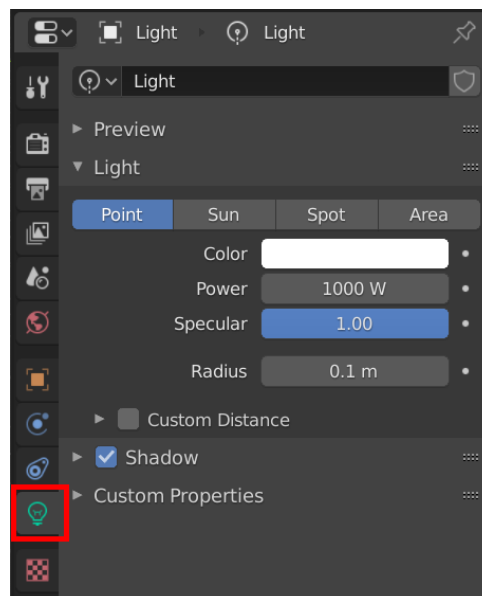 Light Light
Light
Preview
Light
Point Sun Spot Area
Color
Power 1000 W
Specular 1.00
Radius 0.1 m
Custom Distance
Shadow
Custom Properties